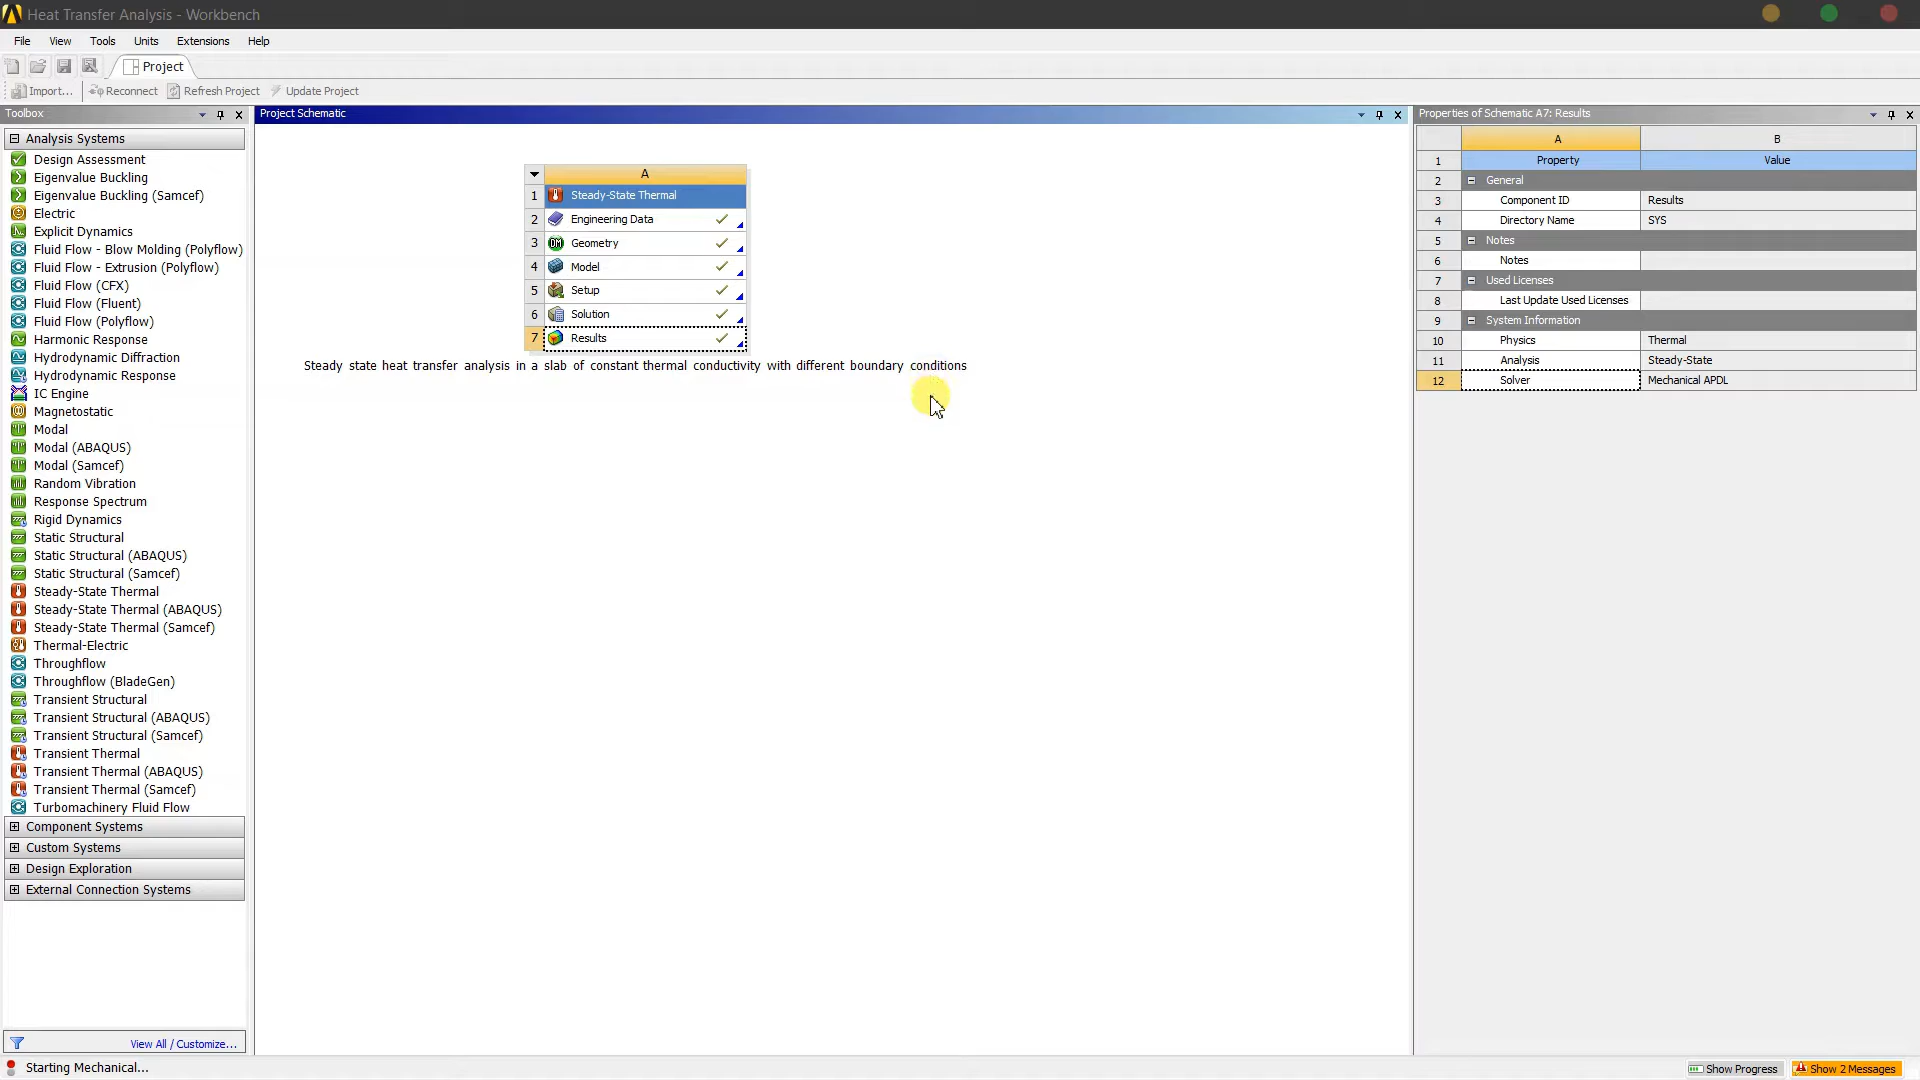 Heat Transfer Analysis - Workbench
File View Tools Units Extensions Help
Project
Import... Reconnect Refresh Project Update Project
Toolbox
Analysis Systems
Design Assessment
Eigenvalue Buckling
Eigenvalue Buckling (Samcef)
Electric
Explicit Dynamics
Fluid Flow - Blow Molding (Polyflow)
Fluid Flow - Extrusion (Polyflow)
Fluid Flow (CFX)
Fluid Flow (Fluent)
Fluid Flow (Polyflow)
Harmonic Response
Hydrodynamic Diffraction
Hydrodynamic Response
IC Engine
Magnetostatic
Modal
Modal (ABAQUS)
Modal (Samcef)
Random Vibration
Response Spectrum
Rigid Dynamics
Static Structural
Static Structural (ABAQUS)
Static Structural (Samcef)
Steady-State Thermal
Steady-State Thermal (ABAQUS)
Steady-State Thermal (Samcef)
Thermal-Electric
Throughflow
Throughflow (BladeGen)
Transient Structural
Transient Structural (ABAQUS)
Transient Structural (Samcef)
Transient Thermal
Transient Thermal (ABAQUS)
Transient Thermal (Samcef)
Turbomachinery Fluid Flow
Component Systems
Custom Systems
Design Exploration
External Connection Systems
View All / Customize...
Project Schematic
A
1 Steady-State Thermal
2 Engineering Data
3 DM Geometry
4 Model
5 Setup
6 Solution
7 Results
Steady state heat transfer analysis in a slab of constant thermal conductivity with different boundary conditions
Properties of Schematic A7: Results
A B
1 Property Value
2 General
3 Component ID Results
4 Directory Name SYS
5 Notes
6 Notes
7 Used Licenses
8 Last Update Used Licenses
9 System Information
10 Physics Thermal
11 Analysis Steady-State
12 Solver Mechanical APDL
Starting Mechanical...
Show Progress Show 2 Messages